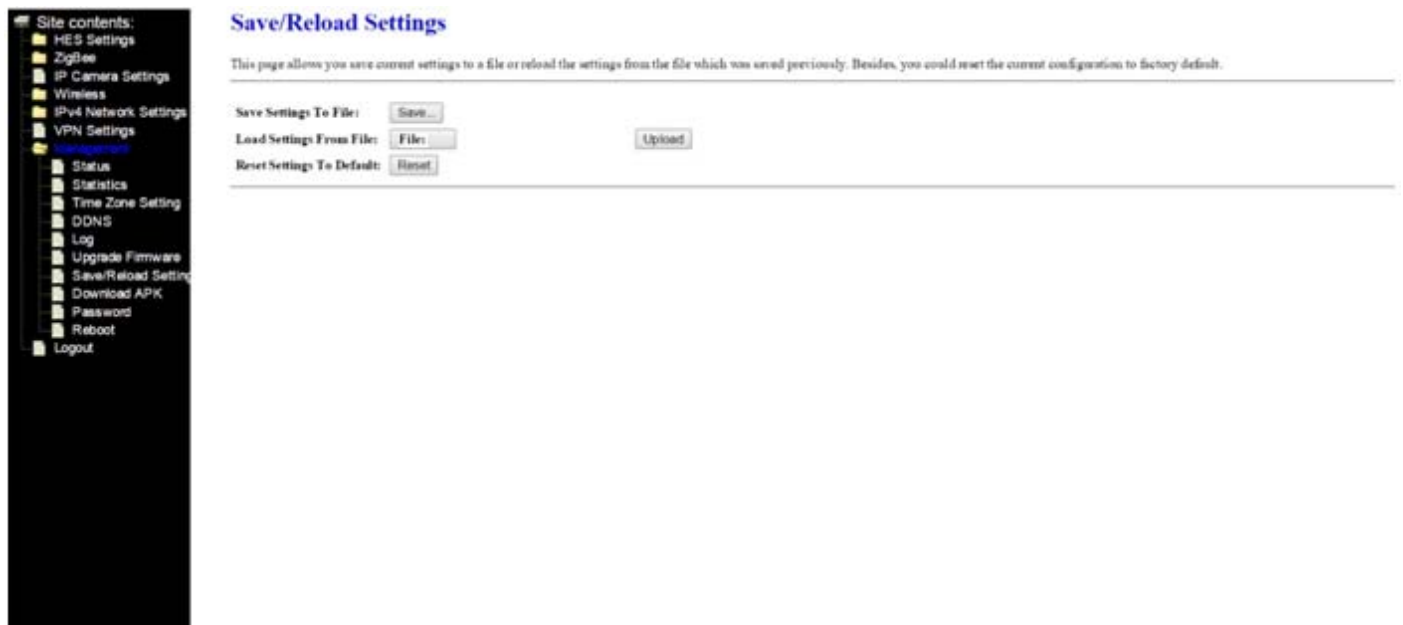 Site contents:
HES Settings
ZigBee
IP Camera Settings
Wireless
IPv4 Network Settings
VPN Settings
Management
Status
Statistics
Time Zone Setting
DDNS
Log
Upgrade Firmware
Save/Reload Setting
Download APK
Password
Reboot
Logout
Save/Reload Settings
This page allows you save current settings to a file or reload the settings from the file which was saved previously. Besides, you could reset the current configuration to factory default.
Save Settings To File: Save...
Load Settings From File: File: Upload
Reset Settings To Default: Reset